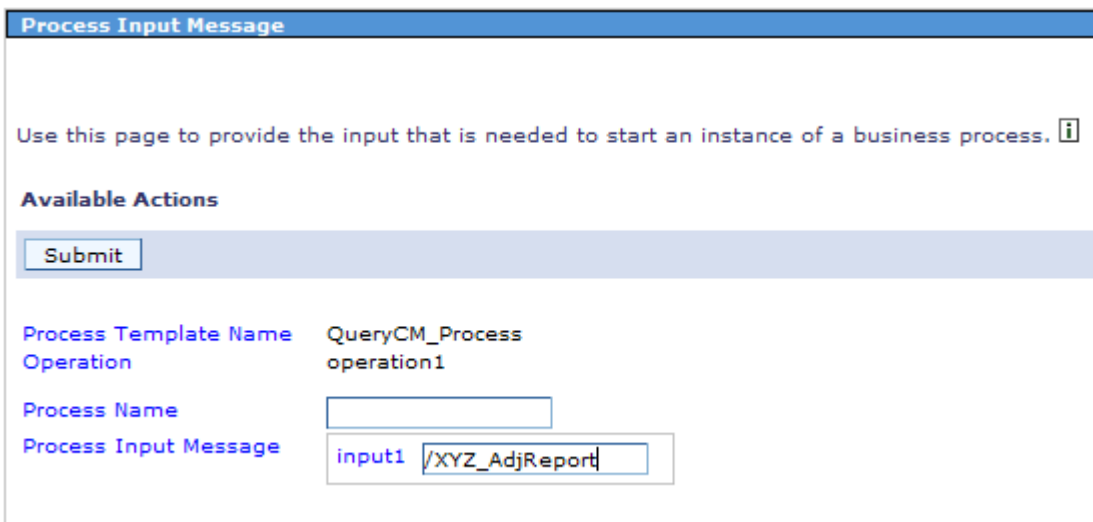 Process Input Message
Use this page to provide the input that is needed to start an instance of a business process. i
Available Actions
Submit
Process Template Name QueryCM_Process
Operation operation1
Process Name
Process Input Message input1 /XYZ_AdjReport